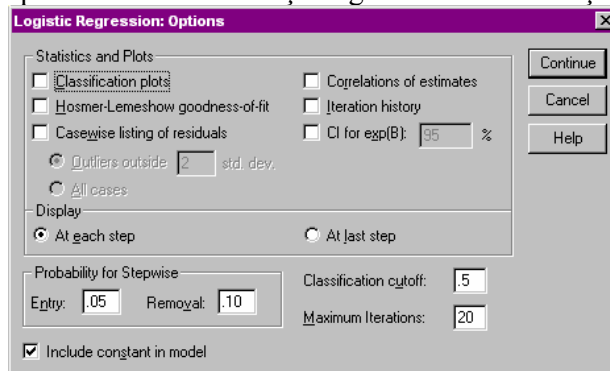 Logistic Regression: Options
Statistics and Plots
Classification plots
Hosmer-Lemeshow goodness-of-fit
Casewise listing of residuals
Outliers outside 2 std. dev.
All cases
Correlations of estimates
Iteration history
CI for exp(B): 95 %
Display
At each step
At last step
Probability for Stepwise
Entry: .05 Removal: .10
Classification cutoff: .5
Maximum Iterations: 20
Include constant in model
Continue
Cancel
Help